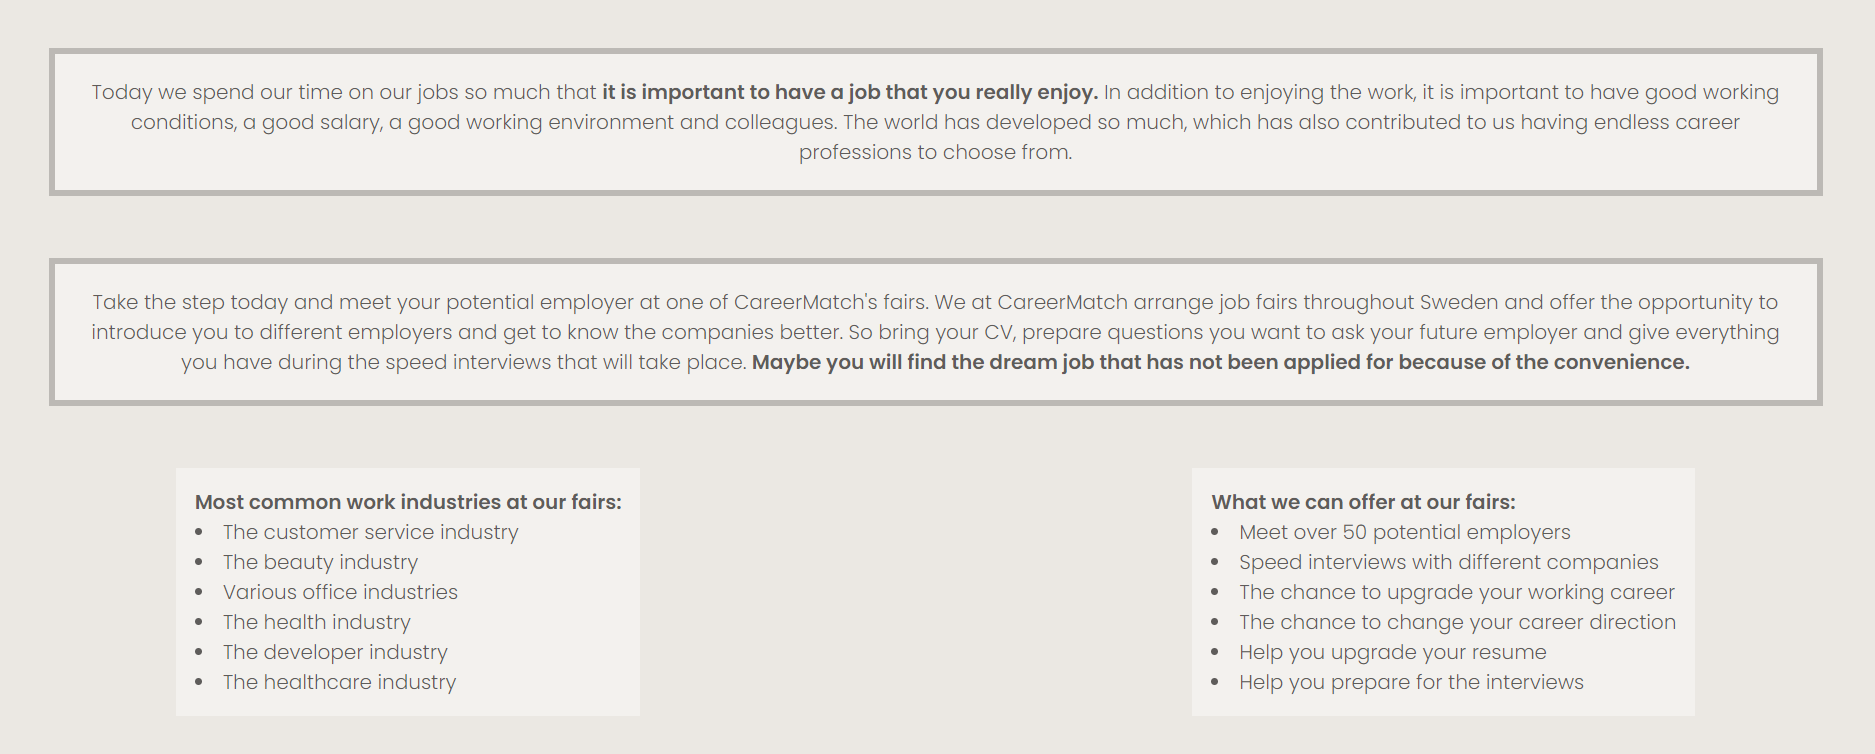 Today we spend our time on our jobs so much that it is important to have a job that you really enjoy. In addition to enjoying the work, it is important to have good working
conditions, a good salary, a good working environment and colleagues. The world has developed so much, which has also contributed to us having endless career
professions to choose from.
Take the step today and meet your potential employer at one of CareerMatch's fairs. We at CareerMatch arrange job fairs throughout Sweden and offer the opportunity to
introduce you to different employers and get to know the companies better. So bring your CV, prepare questions you want to ask your future employer and give everything
you have during the speed interviews that will take place. Maybe you will find the dream job that has not been applied for because of the convenience.
Most common work industries at our fairs:
• The customer service industry
• The beauty industry
• Various office industries
• The health industry
• The developer industry
• The healthcare industry
What we can offer at our fairs:
• Meet over 50 potential employers
• Speed interviews with different companies
• The chance to upgrade your working career
• The chance to change your career direction
• Help you upgrade your resume
• Help you prepare for the interviews